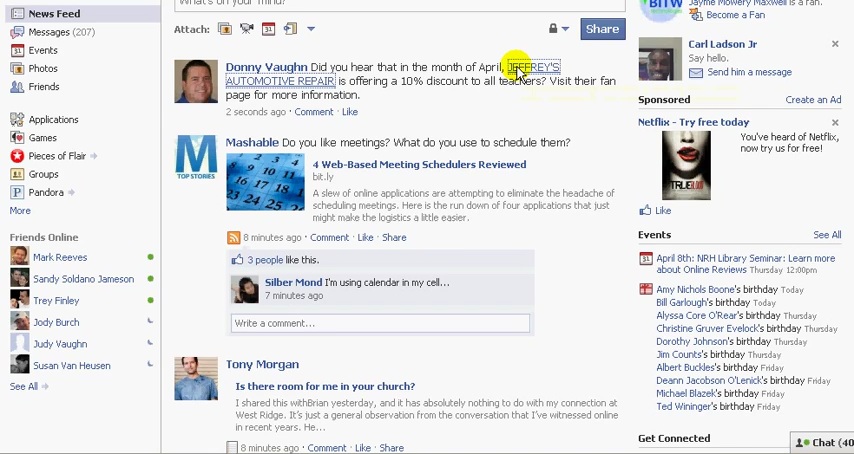 What's on your mind?
News Feed
Messages (207)
Events
Photos
Friends
Applications
Games
Pieces of Flair
Groups
Pandora
More
Friends Online
Mark Reeves
Sandy Soldano Jameson
Trey Finley
Jody Burch
Judy Vaughn
Susan Van Heusen
See All
Attach:
Share
Donny Vaughn Did you hear that in the month of April, JEFFREY'S
AUTOMOTIVE REPAIR is offering a 10% discount to all teachers? Visit their fan
page for more information.
2 seconds ago · Comment · Like
Mashable Do you like meetings? What do you use to schedule them?
M
TOP STORIES
4 Web-Based Meeting Schedulers Reviewed
bit.ly
A slew of online applications are attempting to eliminate the headache of
scheduling meetings. Here is the run down of four applications that just
might make the logistics a little easier.
8 minutes ago · Comment · Like · Share
3 people like this.
Silber Mond I'm using calendar in my cell...
7 minutes ago
Write a comment...
Tony Morgan
Is there room for me in your church?
I shared this withBrian yesterday, and it has absolutely nothing to do with my connection at
West Ridge. It's just a general observation from the conversation that I've witnessed online
in recent years. He...
8 minutes ago · Comment · Like · Share
BITW
Jayme Mowery Maxwell is a fan.
Become a Fan
Carl Ladson Jr
Say hello.
Send him a message
Sponsored
Create an Ad
Netflix - Try free today
You've heard of Netflix,
now try us for free!
TRUEBLOOD
Like
Events
See All
April 8th: NRH Library Seminar: Learn more
about Online Reviews Thursday 12:00pm
Amy Nichols Boone's birthday Today
Bill Garlough's birthday Today
Alyssa Core O'Rear's birthday Thursday
Christine Gruver Evelock's birthday Thursday
Dorothy Johnson's birthday Thursday
Jim Counts's birthday Friday
Albert Buckles's birthday Friday
Deann Jacobson O'Lenick's birthday Friday
Michael Blazek's birthday Friday
Ted Wininger's birthday Friday
Get Connected
Chat (40